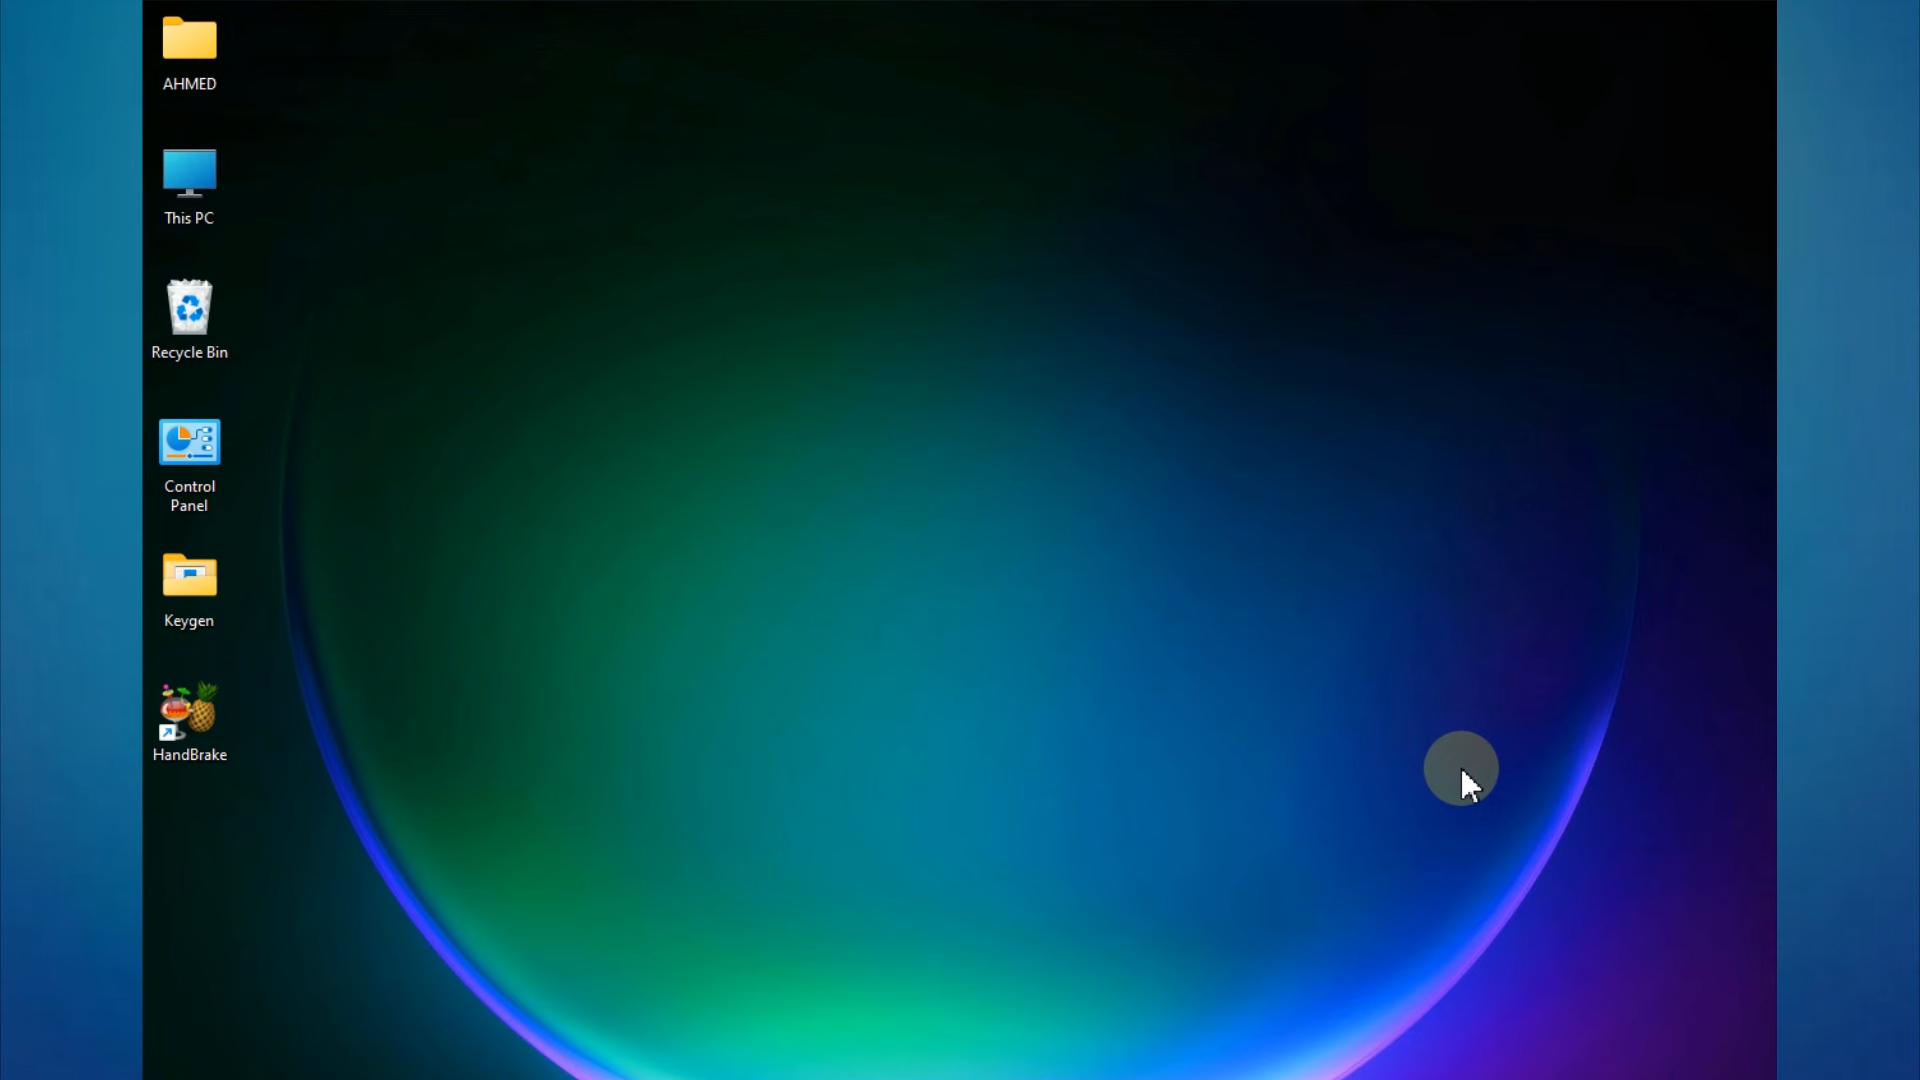 AHMED
This PC
Recycle Bin
Control
Panel
Keygen
HandBrake